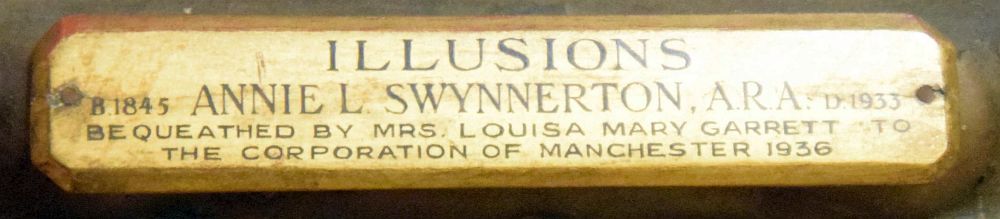 ILLUSIONS
B.1845 ANNIE L. SWYNNERTON, A.R.A. D.1933
BEQUEATHED BY MRS. LOUISA MARY GARRETT TO
THE CORPORATION OF MANCHESTER 1936